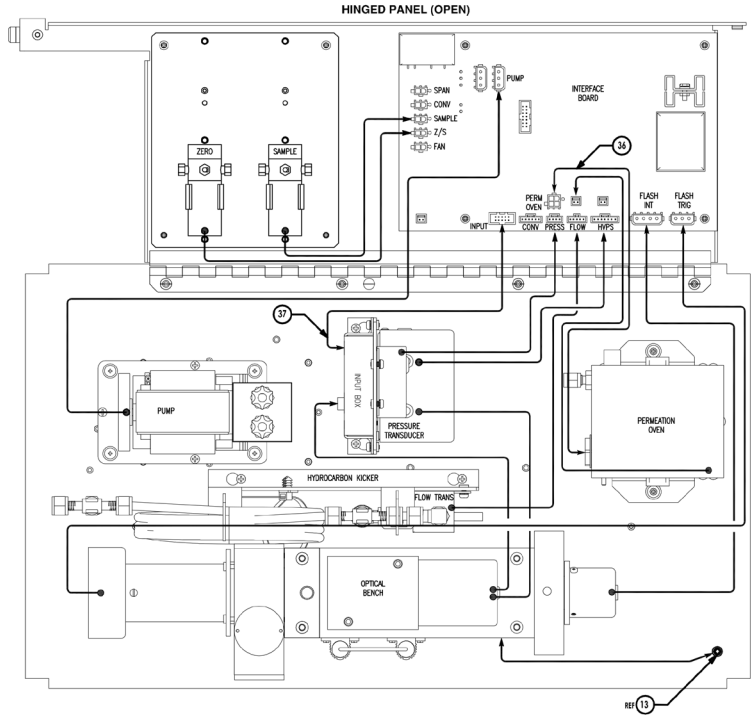 HINGED PANEL (OPEN)
PUMP
SPAN
CONV
SAMPLE
Z/S
FAN
INTERFACE
BOARD
ZERO
SAMPLE
36
PERM
OVEN
FLASH
INT
FLASH
TRIG
INPUT
CONV
PRESS
FLOW
HVPS
37
INPUT BOX
PUMP
PRESSURE
TRANSDUCER
PERMEATION
OVEN
HYDROCARBON KICKER
FLOW TRANS
OPTICAL
BENCH
REF 13